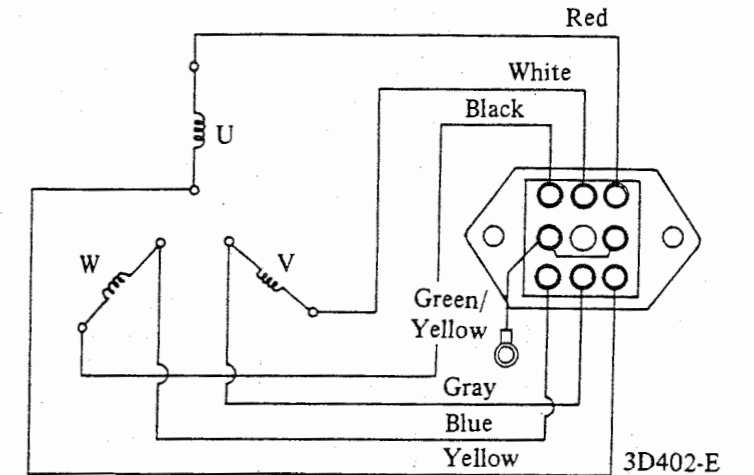 Red
White
Black
U
W
V
Green/
Yellow
Gray
Blue
Yellow
3D402-E